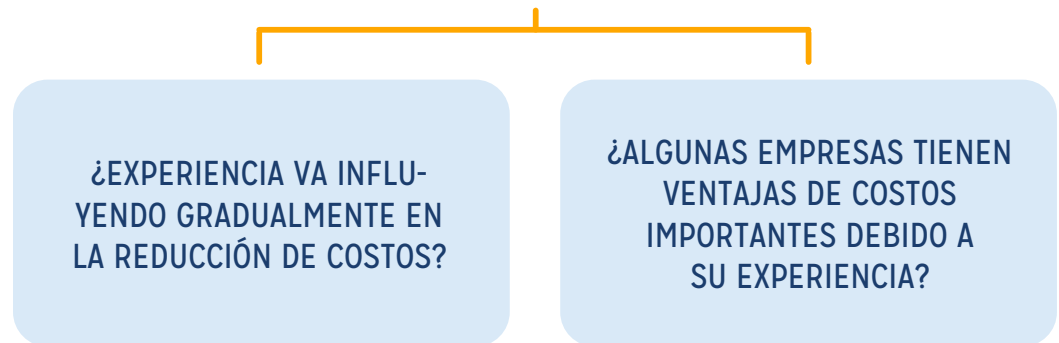 ¿EXPERIENCIA VA INFLU-
YENDO GRADUALMENTE EN
LA REDUCCIÓN DE COSTOS?
¿ALGUNAS EMPRESAS TIENEN
VENTAJAS DE COSTOS
IMPORTANTES DEBIDO A
SU EXPERIENCIA?